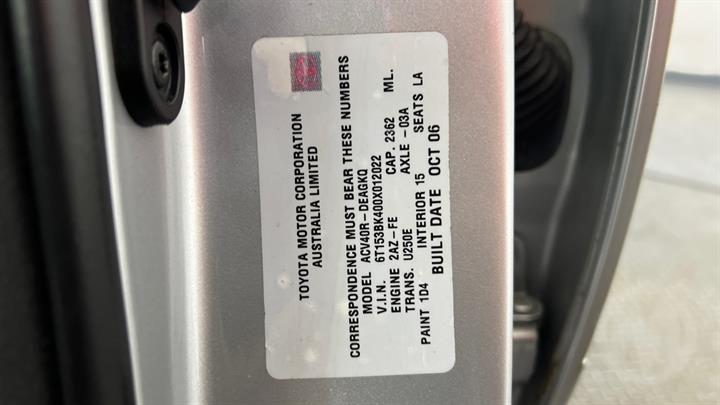 TOYOTA MOTOR CORPORATION
AUSTRALIA LIMITED
CORRESPONDENCE MUST BEAR THESE NUMBERS
MODEL ACV40R-DEAGKQ
V.I.N. 6T153BK400X012022
ENGINE 2AZ-FE CAP. 2362 ML.
TRANS. U250E AXLE -03A
PAINT 1D4 INTERIOR 15 SEATS LA
BUILT DATE OCT 06